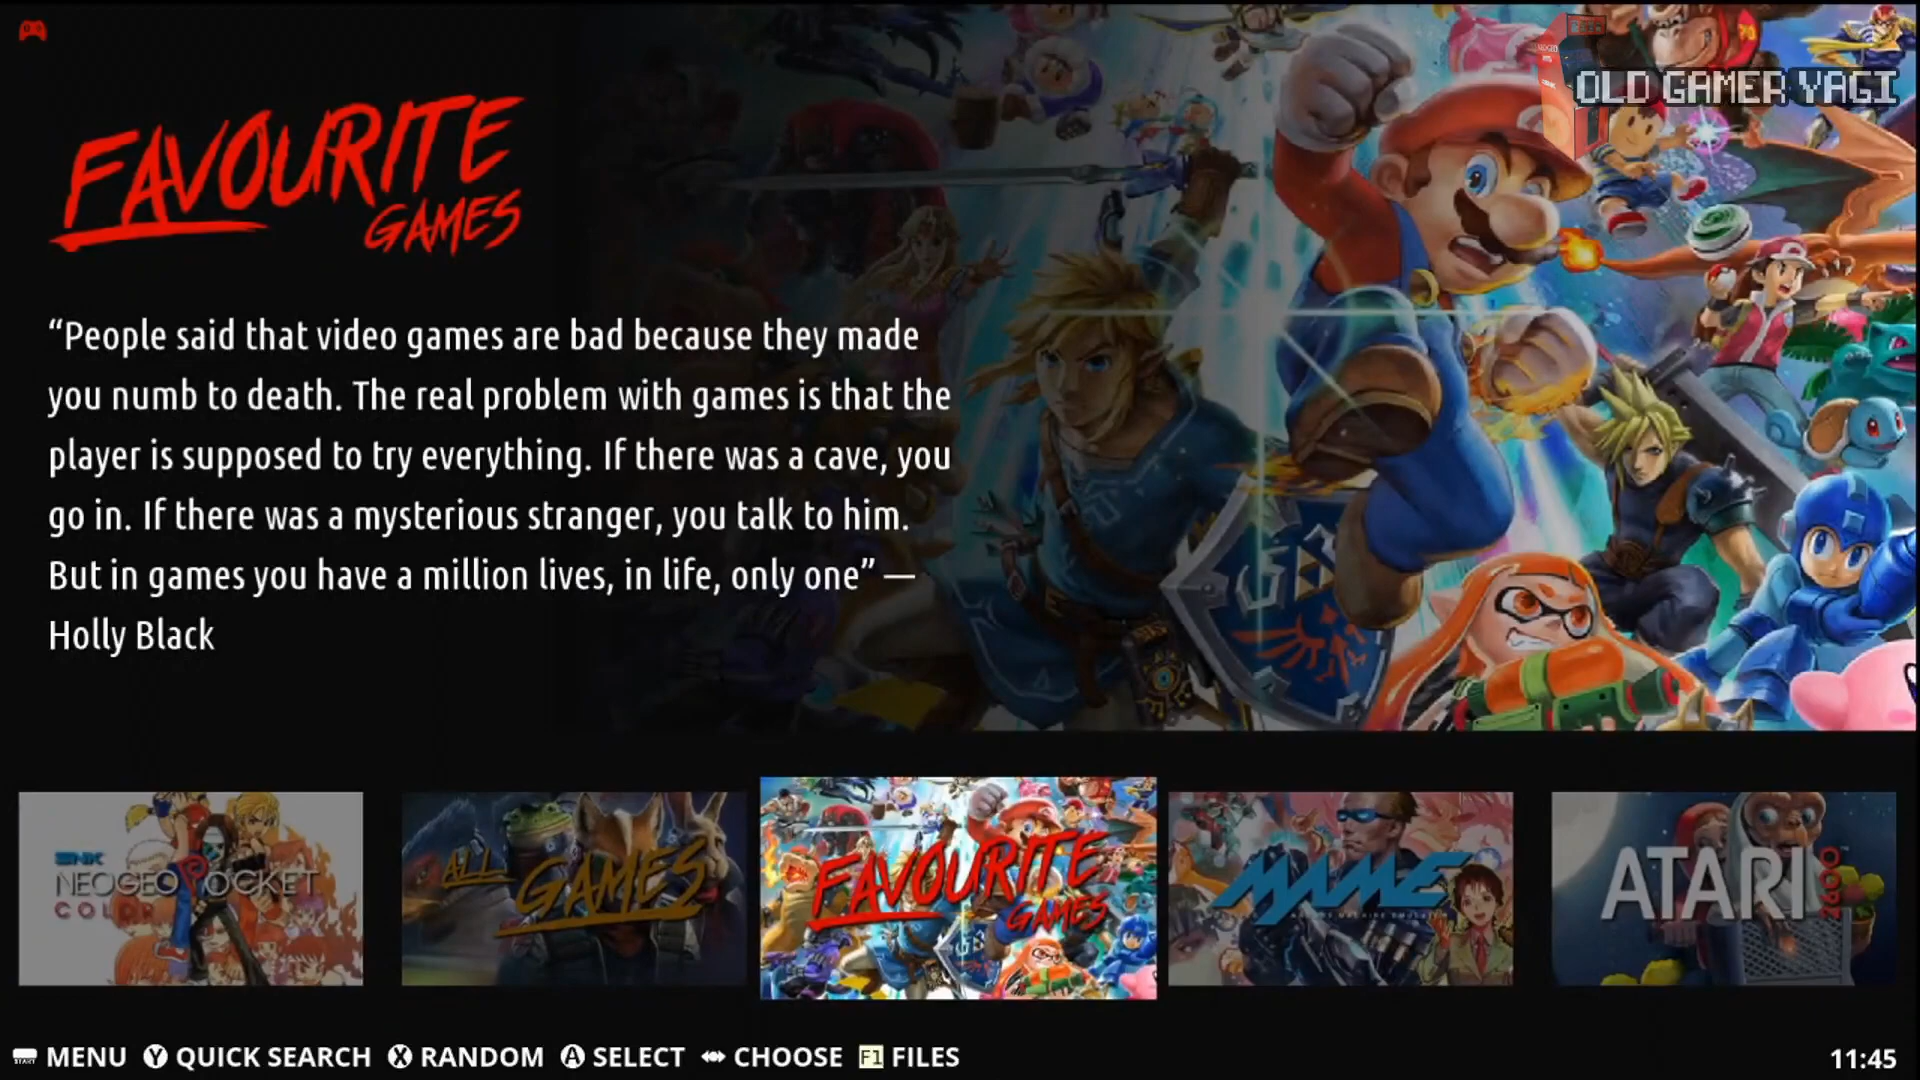 OLD GAMER YAGI
FAVOURITE
GAMES
“People said that video games are bad because they made
you numb to death. The real problem with games is that the
player is supposed to try everything. If there was a cave, you
go in. If there was a mysterious stranger, you talk to him.
But in games you have a million lives, in life, only one” —
Holly Black
SNK
NEOGEO POCKET
COLOR
ALL
GAMES
FAVOURITE
GAMES
MAME
ATARI 2600
START MENU Y QUICK SEARCH X RANDOM A SELECT CHOOSE F1 FILES
11:45